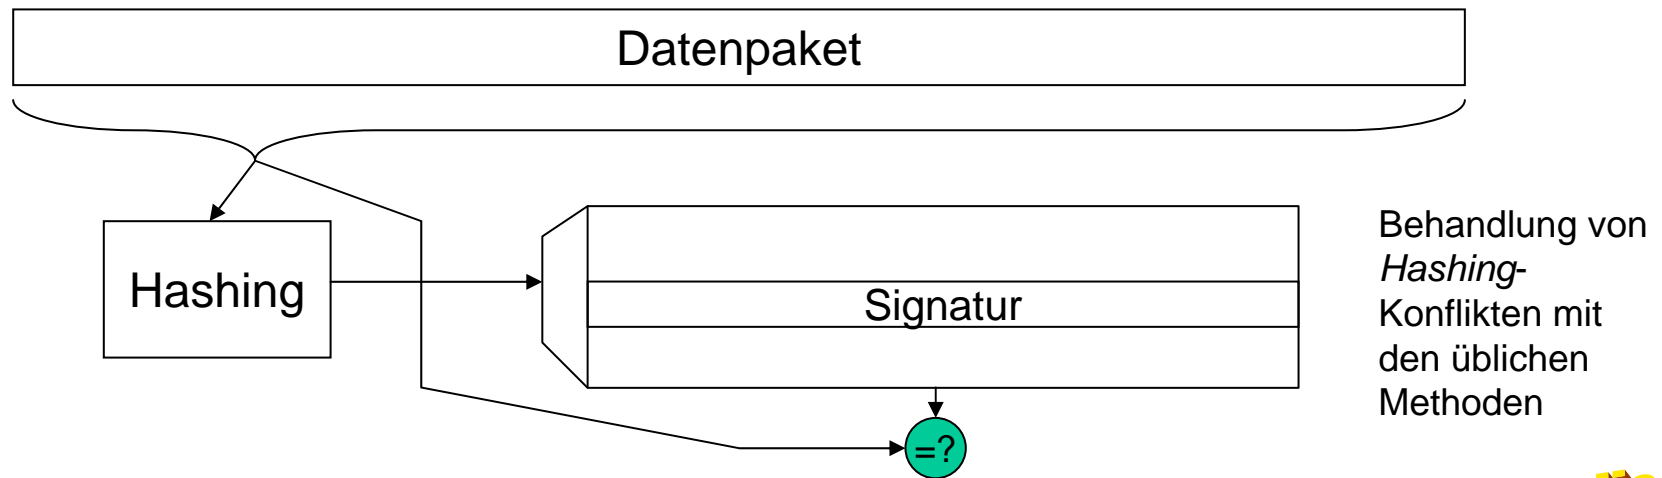 Datenpaket
Hashing
Signatur
=?
Behandlung von
Hashing-
Konflikten mit
den üblichen
Methoden